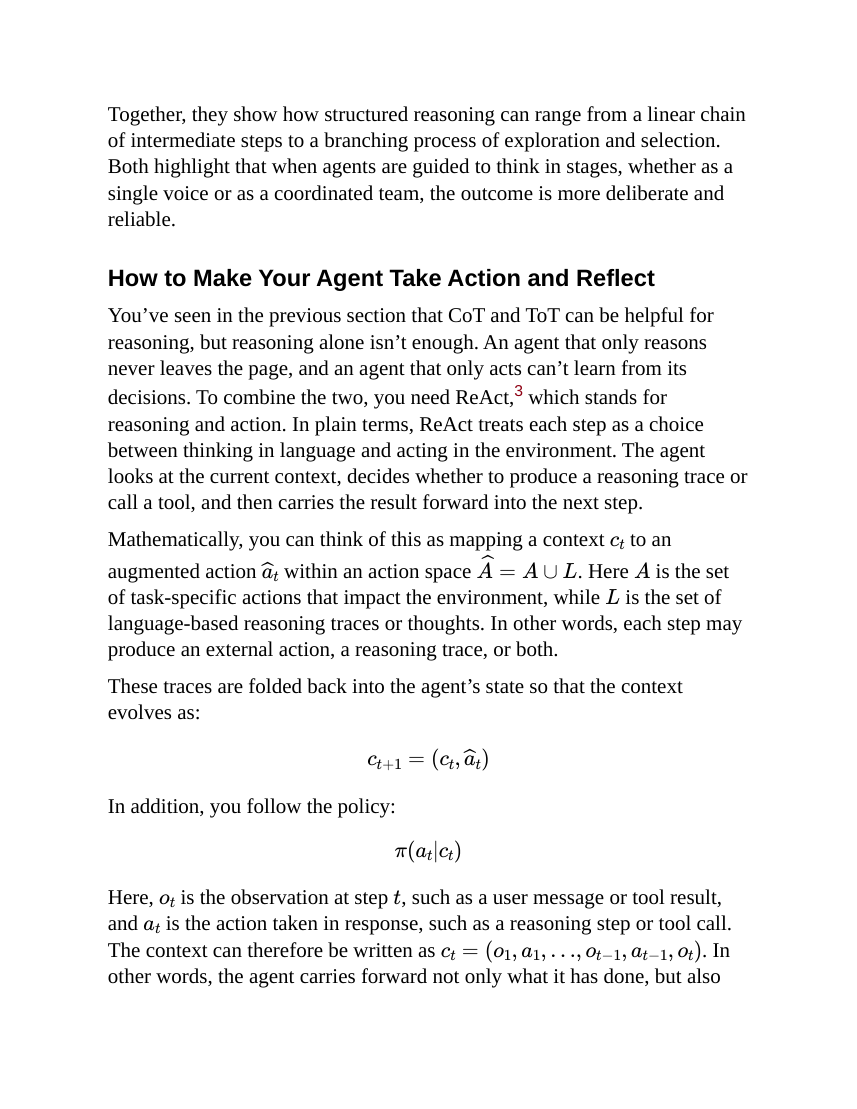 Together, they show how structured reasoning can range from a linear chain
of intermediate steps to a branching process of exploration and selection.
Both highlight that when agents are guided to think in stages, whether as a
single voice or as a coordinated team, the outcome is more deliberate and
reliable.
How to Make Your Agent Take Action and Reflect
You’ve seen in the previous section that CoT and ToT can be helpful for
reasoning, but reasoning alone isn’t enough. An agent that only reasons
never leaves the page, and an agent that only acts can’t learn from its
decisions. To combine the two, you need ReAct,³ which stands for
reasoning and action. In plain terms, ReAct treats each step as a choice
between thinking in language and acting in the environment. The agent
looks at the current context, decides whether to produce a reasoning trace or
call a tool, and then carries the result forward into the next step.
Mathematically, you can think of this as mapping a context $c_t$ to an
augmented action $\widehat{a}_t$ within an action space $\widehat{A} = A \cup L$. Here $A$ is the set
of task-specific actions that impact the environment, while $L$ is the set of
language-based reasoning traces or thoughts. In other words, each step may
produce an external action, a reasoning trace, or both.
These traces are folded back into the agent’s state so that the context
evolves as:
$c_{t+1} = (c_t, \widehat{a}_t)$
In addition, you follow the policy:
$\pi(a_t|c_t)$
Here, $o_t$ is the observation at step $t$, such as a user message or tool result,
and $a_t$ is the action taken in response, such as a reasoning step or tool call.
The context can therefore be written as $c_t = (o_1, a_1, \ldots, o_{t-1}, a_{t-1}, o_t)$. In
other words, the agent carries forward not only what it has done, but also